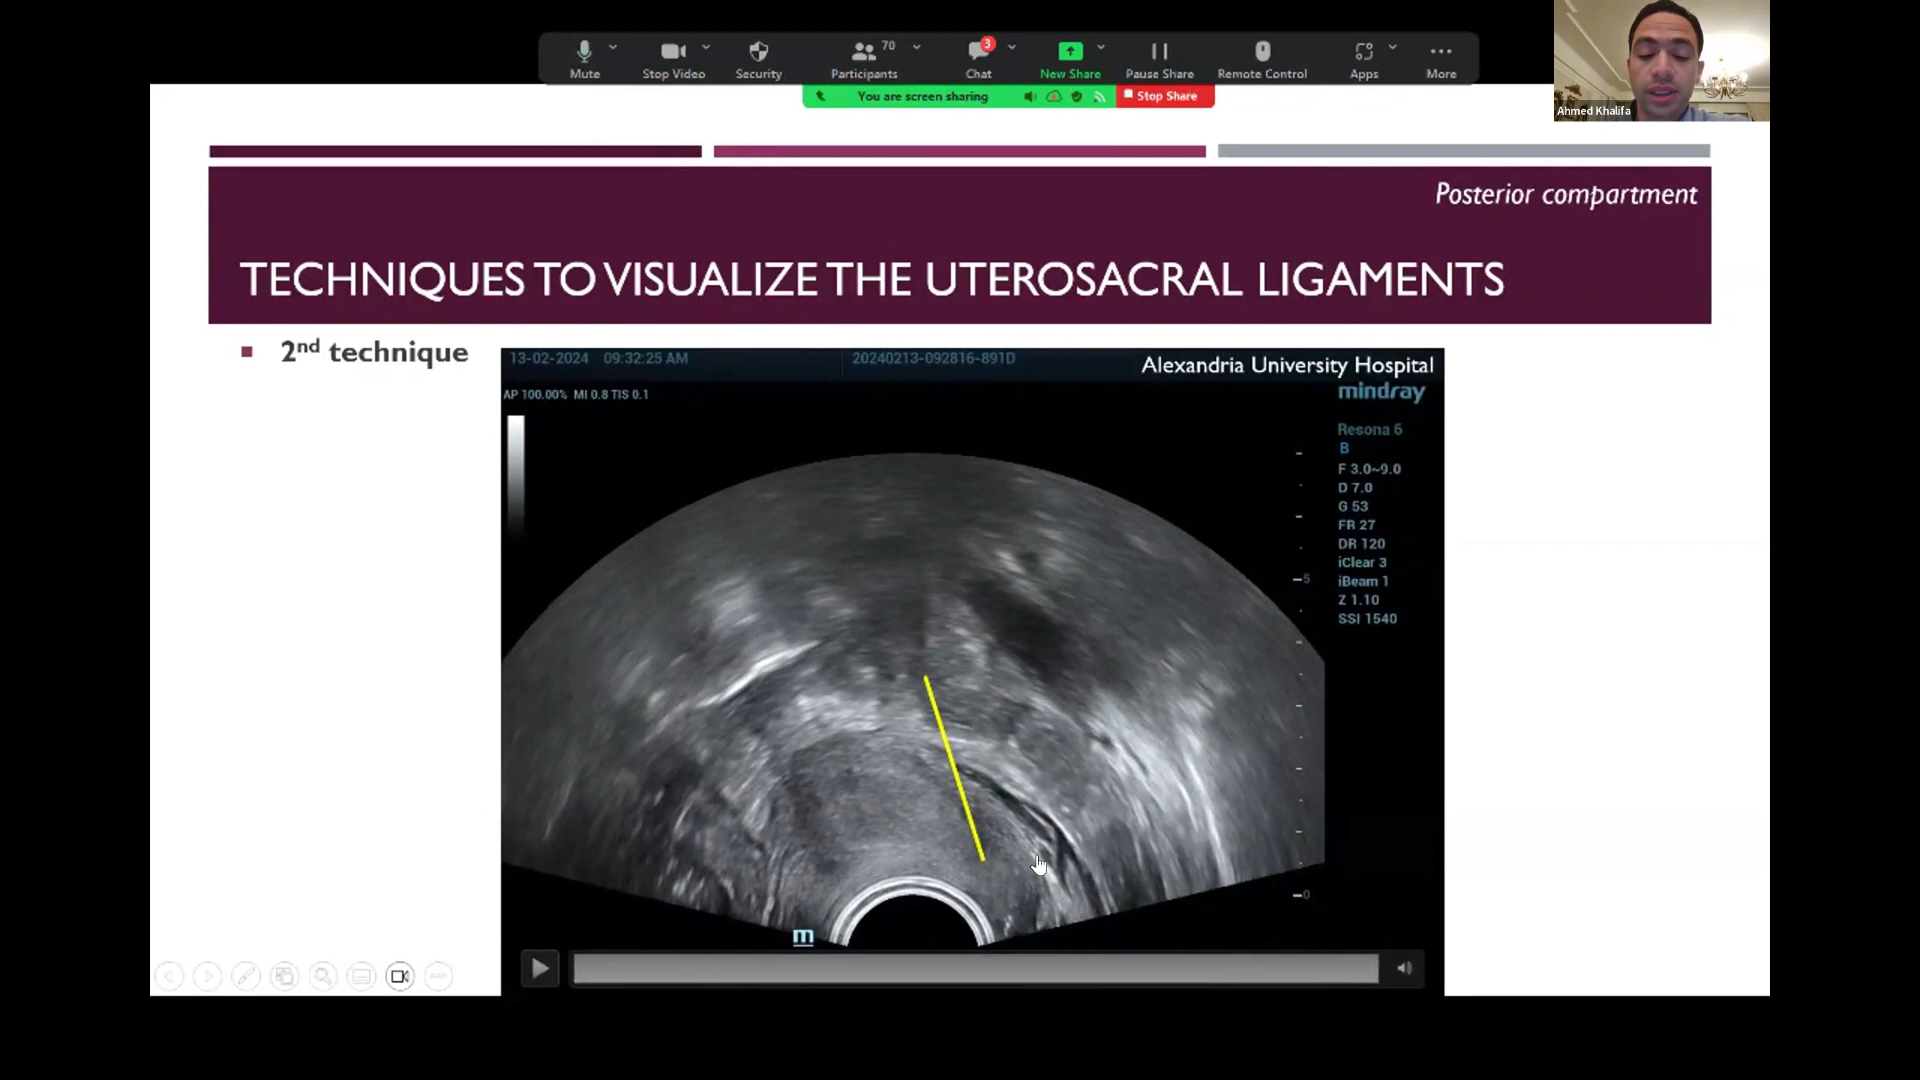 Mute
Stop Video
Security
Participants
70
Chat
3
New Share
Pause Share
Remote Control
Apps
More
You are screen sharing
Stop Share
Ahmed Khalifa
Posterior compartment
TECHNIQUES TO VISUALIZE THE UTEROSACRAL LIGAMENTS
2nd technique
13-02-2024 09:32:25 AM
20240213-092816-891D
Alexandria University Hospital
AP 100.00% MI 0.8 TIS 0.1
mindray
Resona 6
B
F 3.0~9.0
D 7.0
G 53
FR 27
DR 120
iClear 3
iBeam 1
Z 1.10
SSI 1540
5
0
m